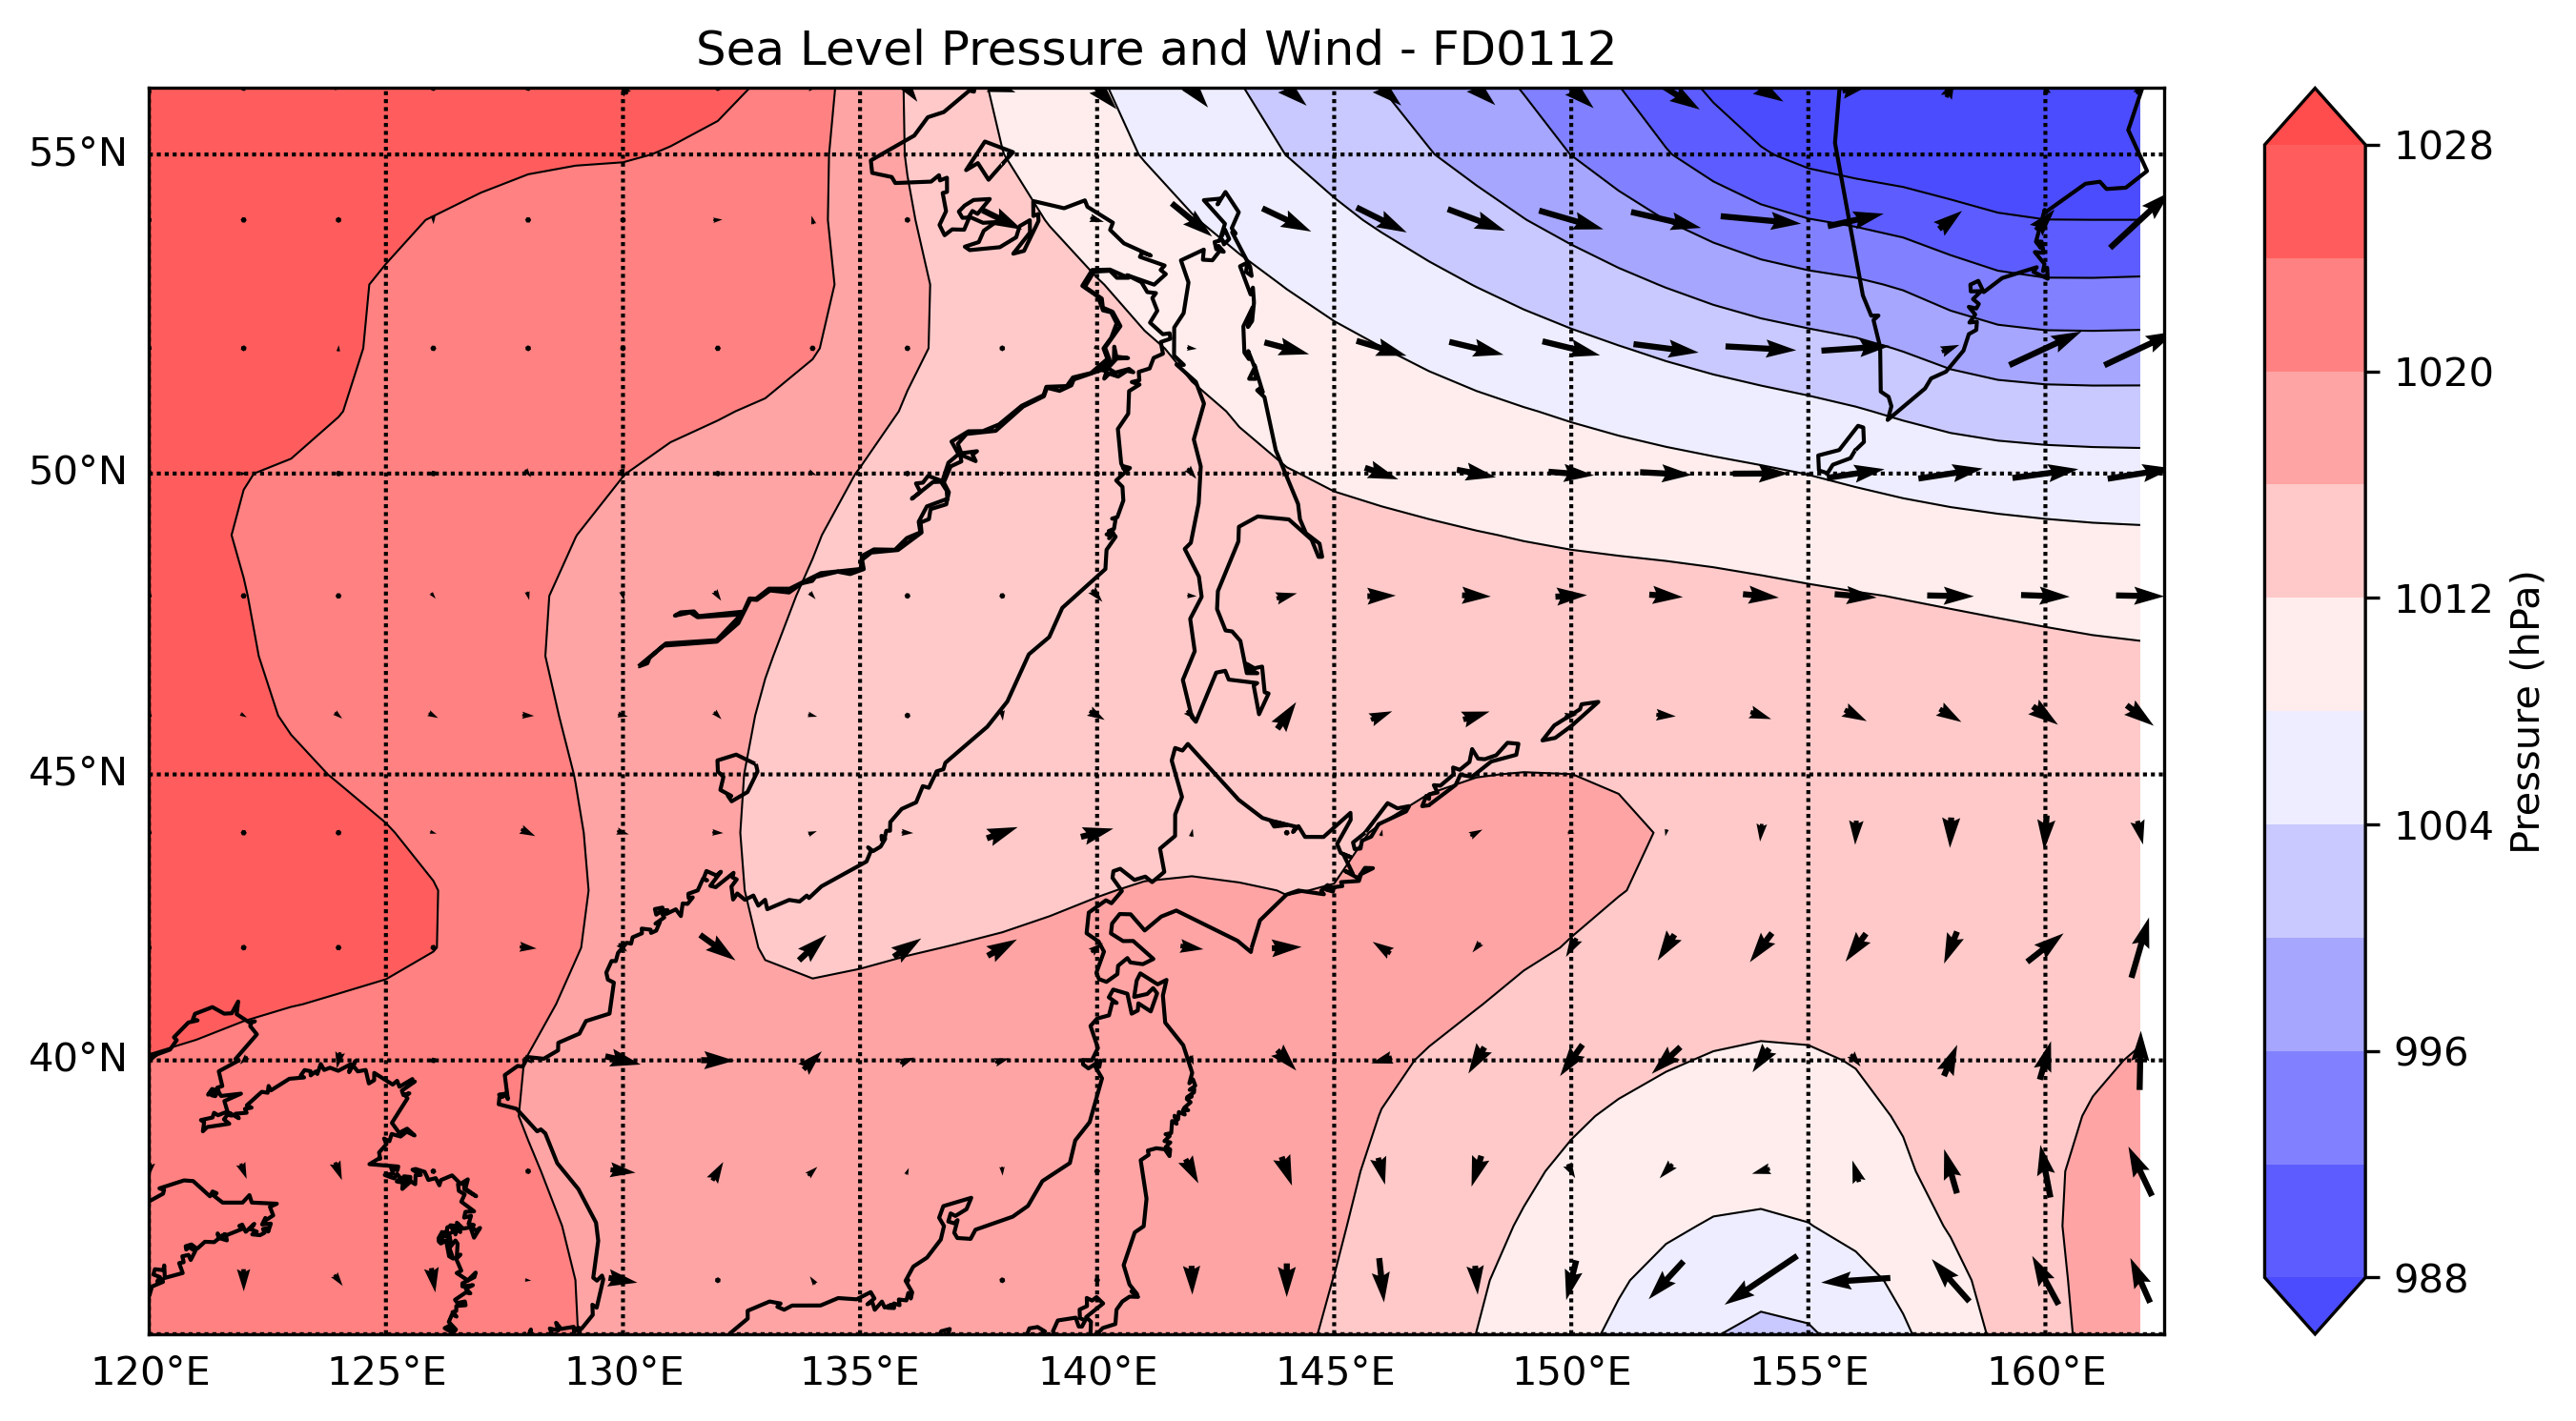 Sea Level Pressure and Wind - FD0112
55°N
50°N
45°N
40°N
120°E
125°E
130°E
135°E
140°E
145°E
150°E
155°E
160°E
1028
1020
1012
1004
996
988
Pressure (hPa)